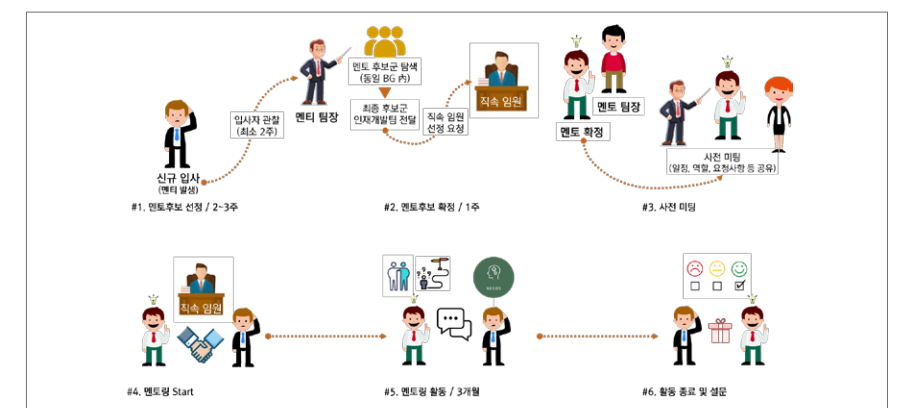 신규 입사
(멘티 발생)
입사자 관찰
(최소 2주)
멘티 팀장
멘토 후보군 탐색
(동일 BG 內)
최종 후보군
인재개발팀 전달
직속 임원
선정 요청
직속 임원
멘토 확정
멘토 팀장
사전 미팅
(일정, 역할, 요청사항 등 공유)
#1. 멘토후보 선정 / 2~3주
#2. 멘토후보 확정 / 1주
#3. 사전 미팅
직속 임원
#4. 멘토링 Start
#5. 멘토링 활동 / 3개월
#6. 활동 종료 및 설문